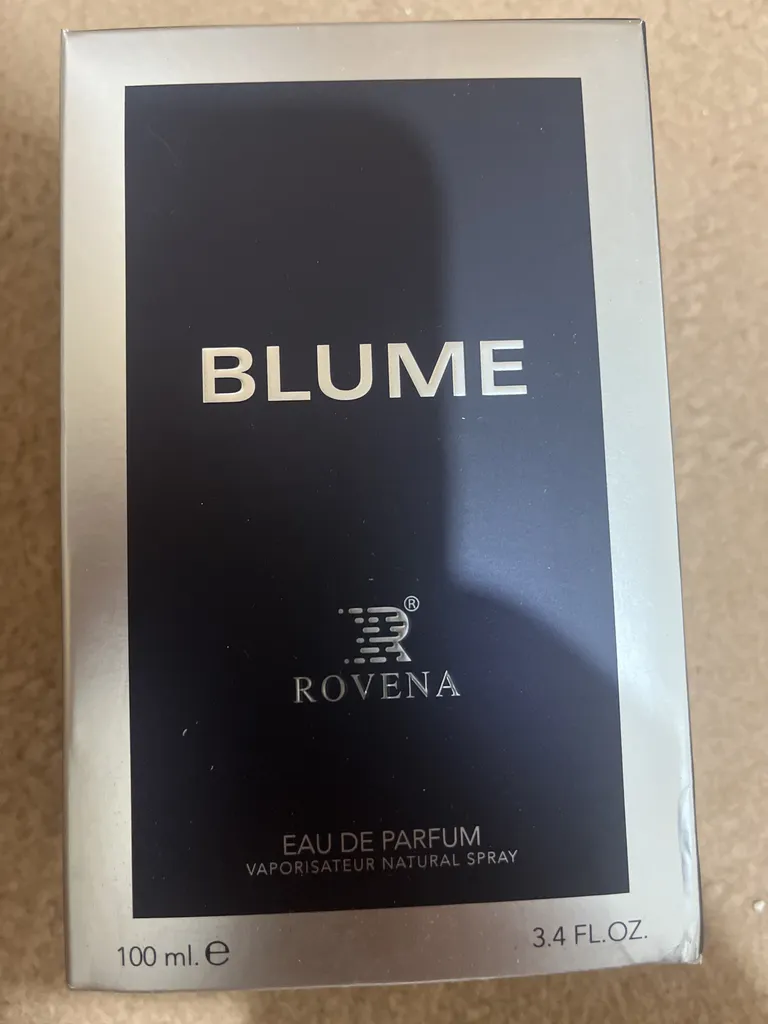 BLUME
R®
ROVENA
EAU DE PARFUM
VAPORISATEUR NATURAL SPRAY
100 ml. ℮
3.4 FL.OZ.